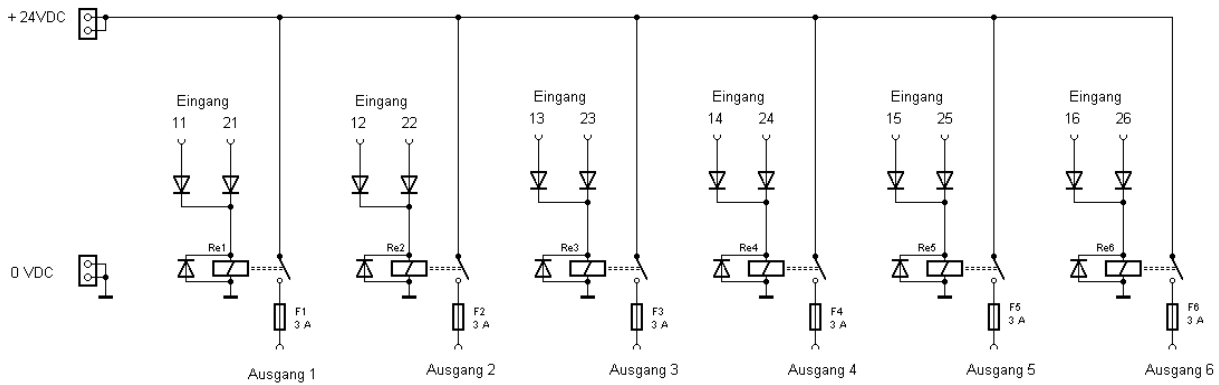 + 24VDC
Eingang
11 21
Eingang
12 22
Eingang
13 23
Eingang
14 24
Eingang
15 25
Eingang
16 26
0 VDC
Re1
Re2
Re3
Re4
Re5
Re6
F1
3 A
F2
3 A
F3
3 A
F4
3 A
F5
3 A
F6
3 A
Ausgang 1
Ausgang 2
Ausgang 3
Ausgang 4
Ausgang 5
Ausgang 6